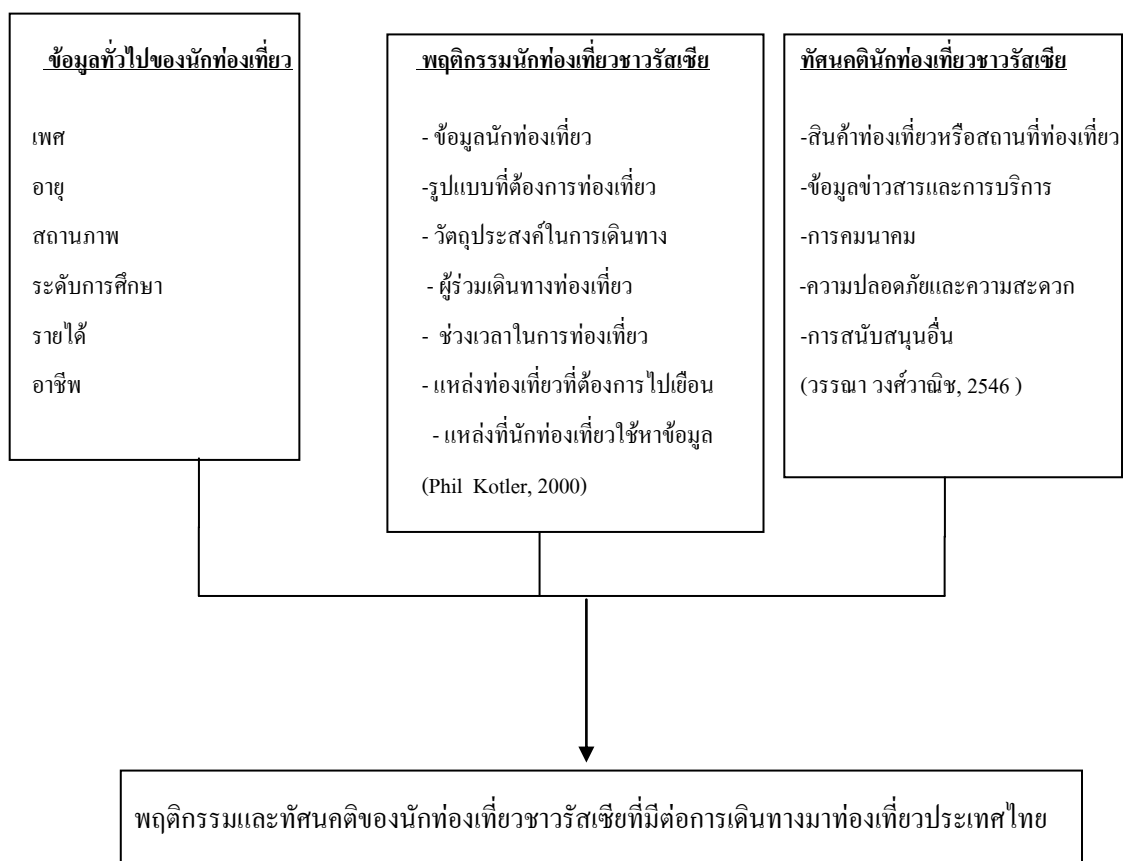 ข้อมูลทั่วไปของนักท่องเที่ยว
เพศ
อายุ
สถานภาพ
ระดับการศึกษา
รายได้
อาชีพ
พฤติกรรมนักท่องเที่ยวชาวรัสเซีย
- ข้อมูลนักท่องเที่ยว
-รูปแบบที่ต้องการท่องเที่ยว
- วัตถุประสงค์ในการเดินทาง
- ผู้ร่วมเดินทางท่องเที่ยว
- ช่วงเวลาในการท่องเที่ยว
- แหล่งท่องเที่ยวที่ต้องการไปเยือน
- แหล่งที่นักท่องเที่ยวใช้หาข้อมูล
(Phil Kotler, 2000)
ทัศนคตินักท่องเที่ยวชาวรัสเซีย
-สินค้าท่องเที่ยวหรือสถานที่ท่องเที่ยว
-ข้อมูลข่าวสารและการบริการ
-การคมนาคม
-ความปลอดภัยและความสะดวก
-การสนับสนุนอื่น
(วรรณา วงศ์วาณิช, 2546 )
พฤติกรรมและทัศนคติของนักท่องเที่ยวชาวรัสเซียที่มีต่อการเดินทางมาท่องเที่ยวประเทศไทย